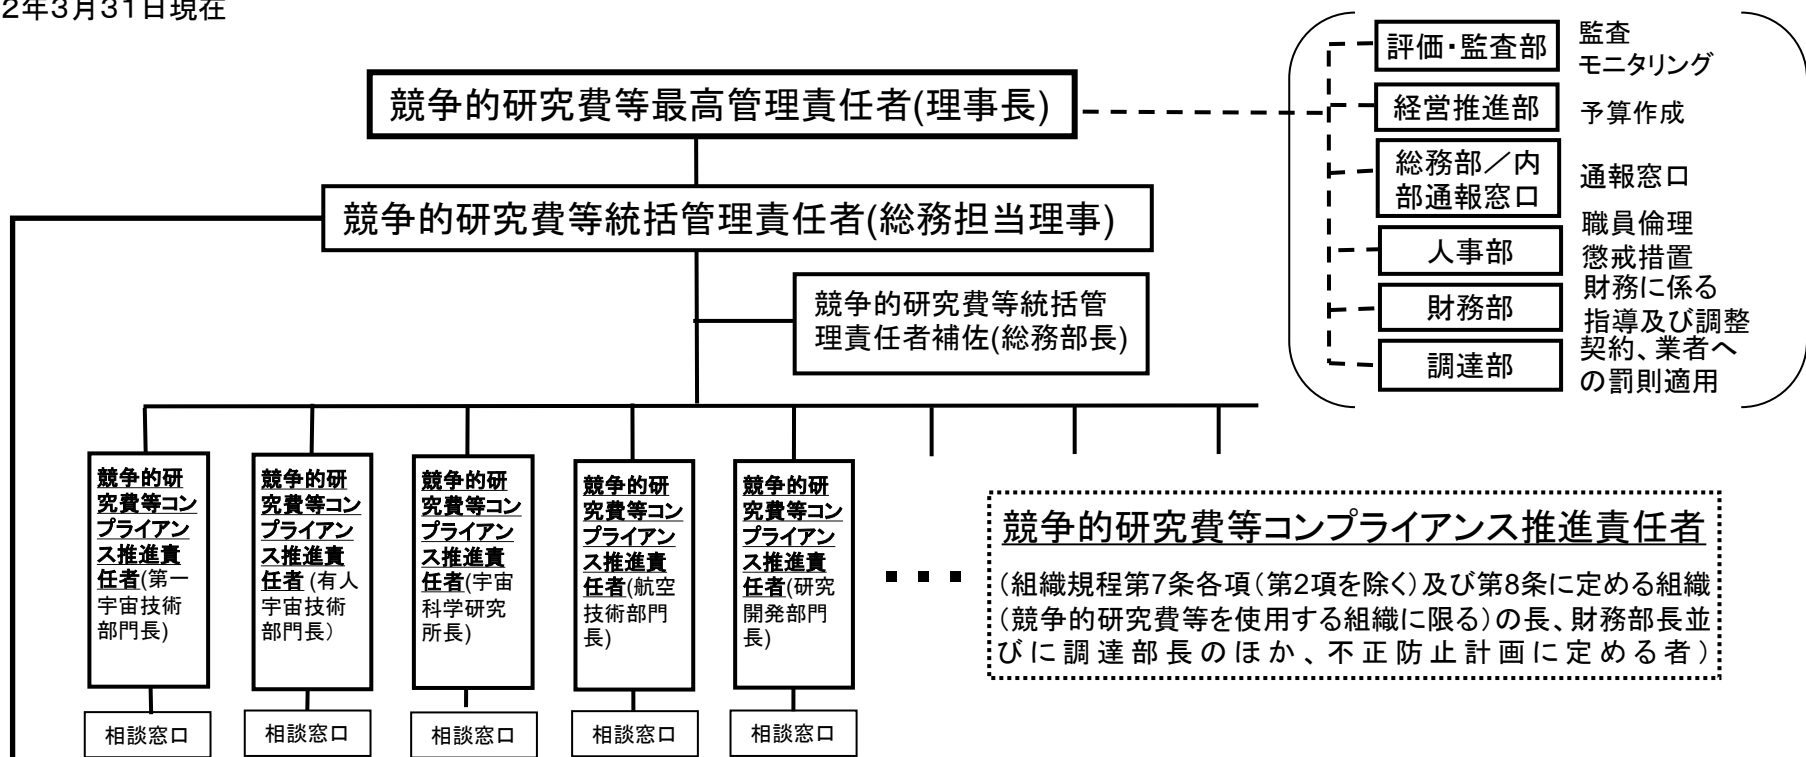 2年3月31日現在
競争的研究費等最高管理責任者(理事長)
評価・監査部
監査
モニタリング
経営推進部
予算作成
総務部／内
部通報窓口
通報窓口
人事部
職員倫理
懲戒措置
財務部
財務に係る
指導及び調整
調達部
契約、業者へ
の罰則適用
競争的研究費等統括管理責任者(総務担当理事)
競争的研究費等統括管
理責任者補佐(総務部長)
競争的研
究費等コン
プライアン
ス推進責
任者(第一
宇宙技術
部門長)
相談窓口
競争的研
究費等コン
プライアン
ス推進責
任者(有人
宇宙技術
部門長）
相談窓口
競争的研
究費等コン
プライアン
ス推進責
任者(宇宙
科学研究
所長)
相談窓口
競争的研
究費等コン
プライアン
ス推進責
任者(航空
技術部門
長)
相談窓口
競争的研
究費等コン
プライアン
ス推進責
任者(研究
開発部門
長)
相談窓口
競争的研究費等コンプライアンス推進責任者
（組織規程第7条各項（第2項を除く）及び第8条に定める組織
（競争的研究費等を使用する組織に限る）の長、財務部長並
びに調達部長のほか、不正防止計画に定める者）